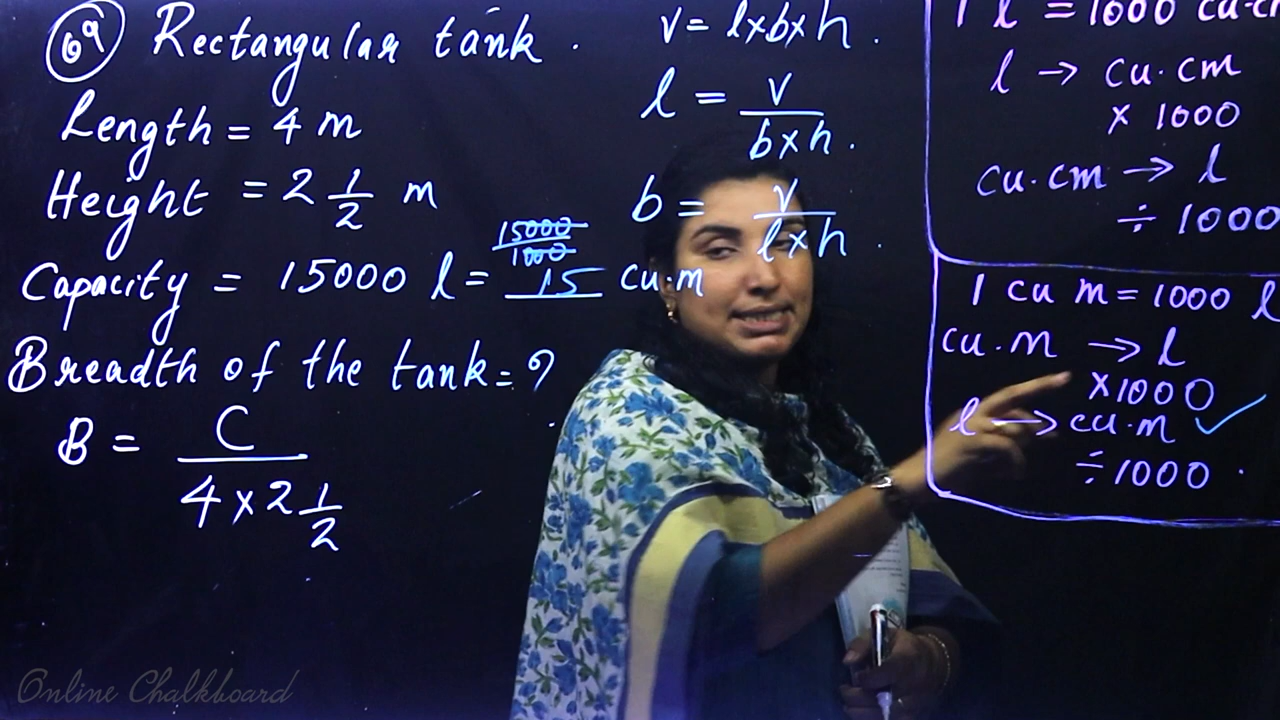 6a Rectangular tank.
Length = 4 m
Height = 2 1/2 m
15000
1000
Capacity = 15000 l = 15 cu.m
Breadth of the tank = ?
B = C
4 x 2 1/2
v = l x b x h.
l = v
b x h.
b = v
l x h.
1 l = 1000 cu.cm
l → cu.cm
x 1000
cu.cm → l
÷ 1000
1 cu m = 1000 l
cu.m → l
x 1000
l → cu.m ✓
÷ 1000.
Online Chalkboard